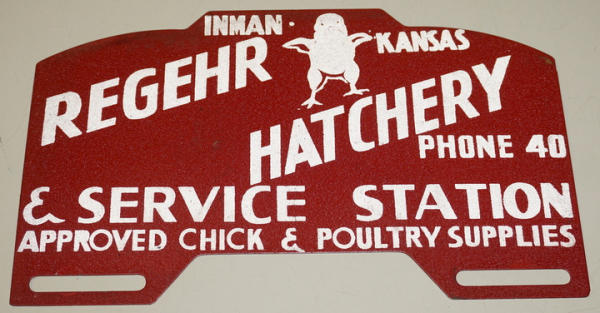 INMAN KANSAS
REGEHR
HATCHERY
PHONE 40
& SERVICE STATION
APPROVED CHICK & POULTRY SUPPLIES